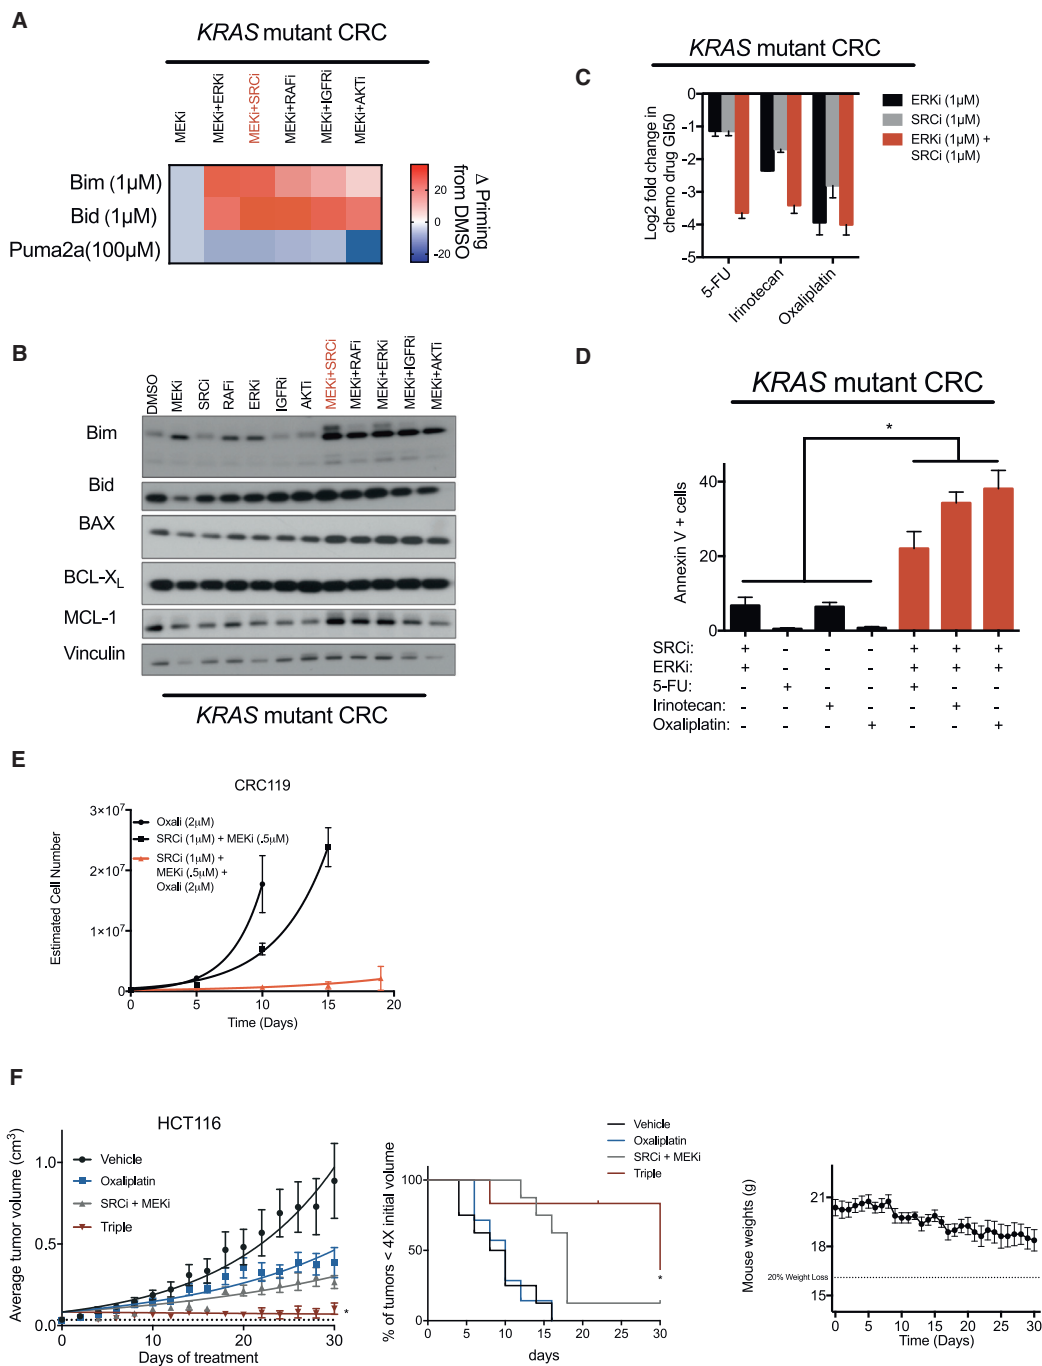 A
KRAS mutant CRC
MEKi
MEKi+ERKi
MEKi+SRCi
MEKi+RAFi
MEKi+IGFRi
MEKi+AKTi
Bim (1µM)
Bid (1µM)
Puma2a(100µM)
20
0
-20
Δ Priming
from DMSO
B
DMSO
MEKi
SRCi
RAFi
ERKi
IGFRi
AKTi
MEKi+SRCi
MEKi+RAFi
MEKi+ERKi
MEKi+IGFRi
MEKi+AKTi
Bim
Bid
BAX
BCL-XL
MCL-1
Vinculin
KRAS mutant CRC
C
KRAS mutant CRC
Log2 fold change in
chemo drug GI50
0
-1
-2
-3
-4
-5
5-FU
Irinotecan
Oxaliplatin
ERKi (1µM)
SRCi (1µM)
ERKi (1µM) +
SRCi (1µM)
D
KRAS mutant CRC
*
Annexin V + cells
40
20
0
SRCi: + - - - + + +
ERKi: + - - - + + +
5-FU: - + - - + - -
Irinotecan: - - + - - + -
Oxaliplatin: - - - + - - +
E
CRC119
Estimated Cell Number
3×10⁷
2×10⁷
1×10⁷
0
Oxali (2µM)
SRCi (1µM) + MEKi (.5µM)
SRCi (1µM) +
MEKi (.5µM) +
Oxali (2µM)
0 5 10 15 20
Time (Days)
F
HCT116
Average tumor volume (cm³)
1.0
0.5
0.0
Vehicle
Oxaliplatin
SRCi + MEKi
Triple
*
0 10 20 30
Days of treatment
Vehicle
Oxaliplatin
SRCi + MEKi
Triple
% of tumors < 4X initial volume
100
50
0
*
0 5 10 15 20 25 30
days
Mouse weights (g)
21
18
15
20% Weight Loss
0 5 10 15 20 25 30
Time (Days)